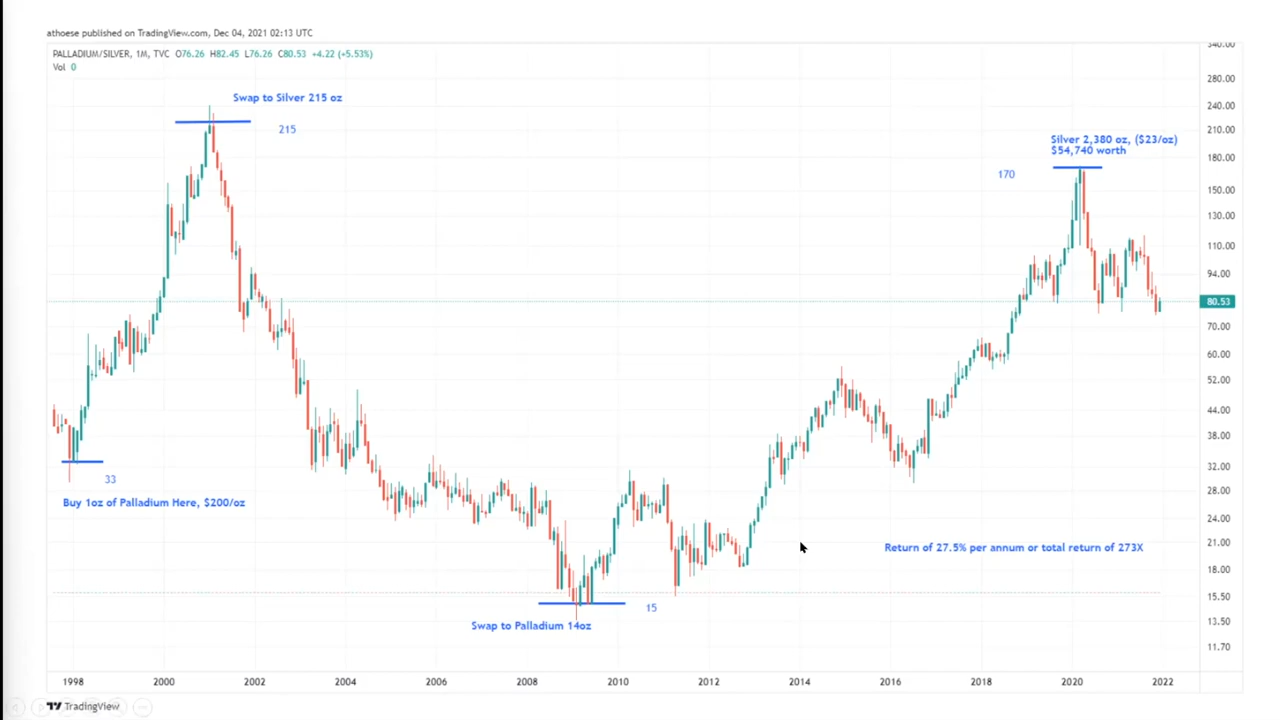 athoese published on TradingView.com, Dec 04, 2021 02:13 UTC
PALLADIUM/SILVER, 1M, TVC O76.26 H82.45 L76.26 C80.53 +4.22 (+5.53%)
Vol 0
Swap to Silver 215 oz
215
Silver 2,380 oz, ($23/oz)
$54,740 worth
170
33
Buy 1oz of Palladium Here, $200/oz
Return of 27.5% per annum or total return of 273X
15
Swap to Palladium 14oz
340.00
280.00
240.00
210.00
180.00
150.00
130.00
110.00
94.00
80.53
70.00
60.00
52.00
44.00
38.00
32.00
28.00
24.00
21.00
18.00
15.50
13.50
11.70
1998 2000 2002 2004 2006 2008 2010 2012 2014 2016 2018 2020 2022
TradingView